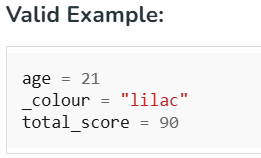 Valid Example:
age = 21
_colour = "lilac"
total_score = 90